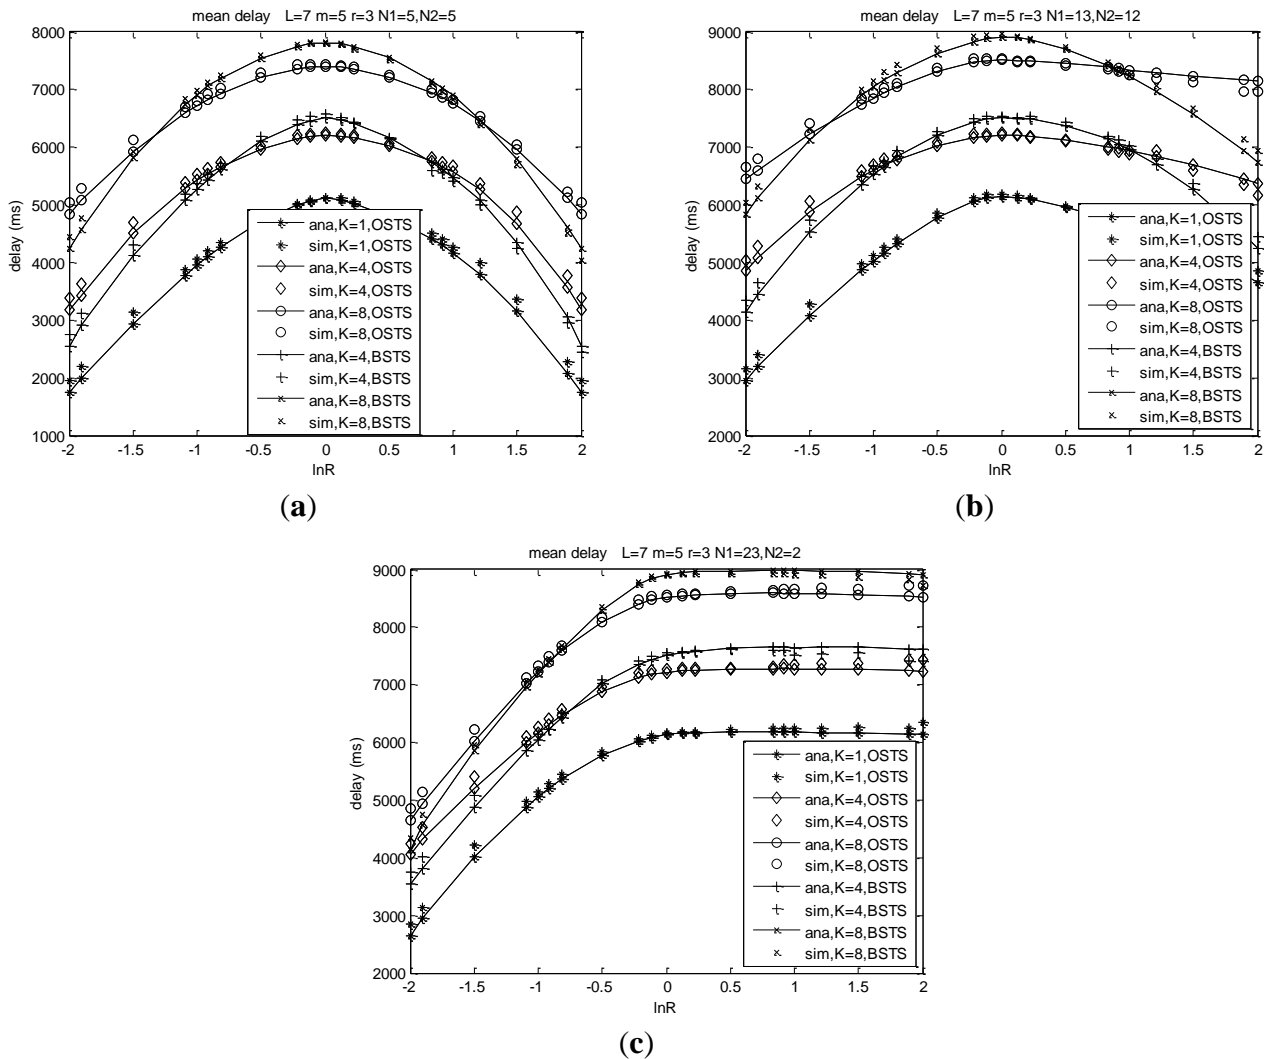 mean delay L=7 m=5 r=3 N1=5,N2=5
8000
7000
6000
5000
4000
3000
2000
1000
delay (ms)
-2 -1.5 -1 -0.5 0 0.5 1 1.5 2
lnR
ana,K=1,OSTS
sim,K=1,OSTS
ana,K=4,OSTS
sim,K=4,OSTS
ana,K=8,OSTS
sim,K=8,OSTS
ana,K=4,BSTS
sim,K=4,BSTS
ana,K=8,BSTS
sim,K=8,BSTS
(a)
mean delay L=7 m=5 r=3 N1=13,N2=12
9000
8000
7000
6000
5000
4000
3000
2000
delay (ms)
-2 -1.5 -1 -0.5 0 0.5 1 1.5 2
lnR
ana,K=1,OSTS
sim,K=1,OSTS
ana,K=4,OSTS
sim,K=4,OSTS
ana,K=8,OSTS
sim,K=8,OSTS
ana,K=4,BSTS
sim,K=4,BSTS
ana,K=8,BSTS
sim,K=8,BSTS
(b)
mean delay L=7 m=5 r=3 N1=23,N2=2
9000
8000
7000
6000
5000
4000
3000
2000
delay (ms)
-2 -1.5 -1 -0.5 0 0.5 1 1.5 2
lnR
ana,K=1,OSTS
sim,K=1,OSTS
ana,K=4,OSTS
sim,K=4,OSTS
ana,K=8,OSTS
sim,K=8,OSTS
ana,K=4,BSTS
sim,K=4,BSTS
ana,K=8,BSTS
sim,K=8,BSTS
(c)